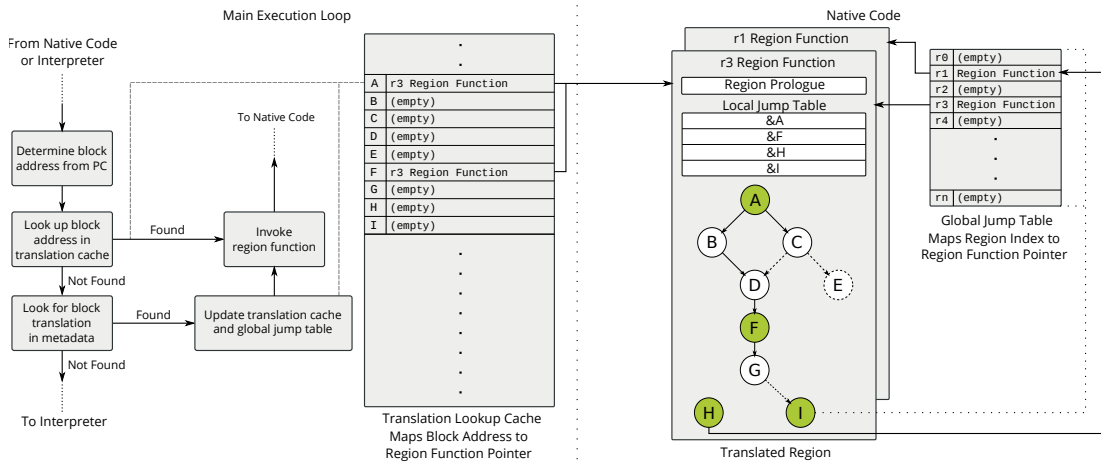 Main Execution Loop
From Native Code
or Interpreter
Determine block
address from PC
Look up block
address in
translation cache
Found
Not Found
Look for block
translation
in metadata
Found
Not Found
To Interpreter
To Native Code
Invoke
region function
Update translation cache
and global jump table
.
.
A r3 Region Function
B (empty)
C (empty)
D (empty)
E (empty)
F r3 Region Function
G (empty)
H (empty)
I (empty)
.
.
.
.
.
.
.
Translation Lookup Cache
Maps Block Address to
Region Function Pointer
Native Code
r1 Region Function
r3 Region Function
Region Prologue
Local Jump Table
&A
&F
&H
&I
A
B C
D E
F
G
H I
Translated Region
r0 (empty)
r1 Region Function
r2 (empty)
r3 Region Function
r4 (empty)
.
.
.
rn (empty)
Global Jump Table
Maps Region Index to
Region Function Pointer